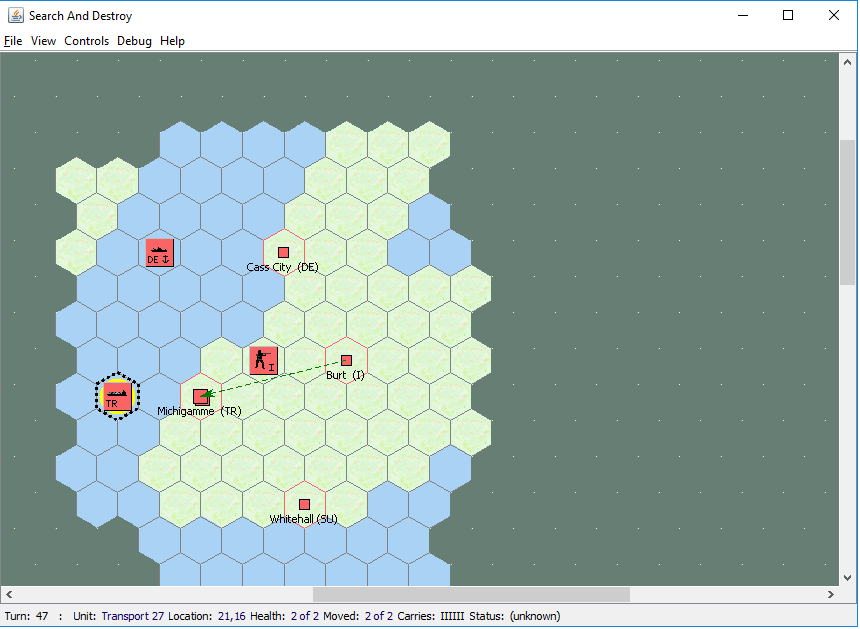 Search And Destroy
File View Controls Debug Help
DE
Cass City (DE)
I
Burt (I)
TR
Michigamme (TR)
Whitehall (SU)
Turn: 47 : Unit: Transport 27 Location: 21,16 Health: 2 of 2 Moved: 2 of 2 Carries: IIIIII Status: (unknown)